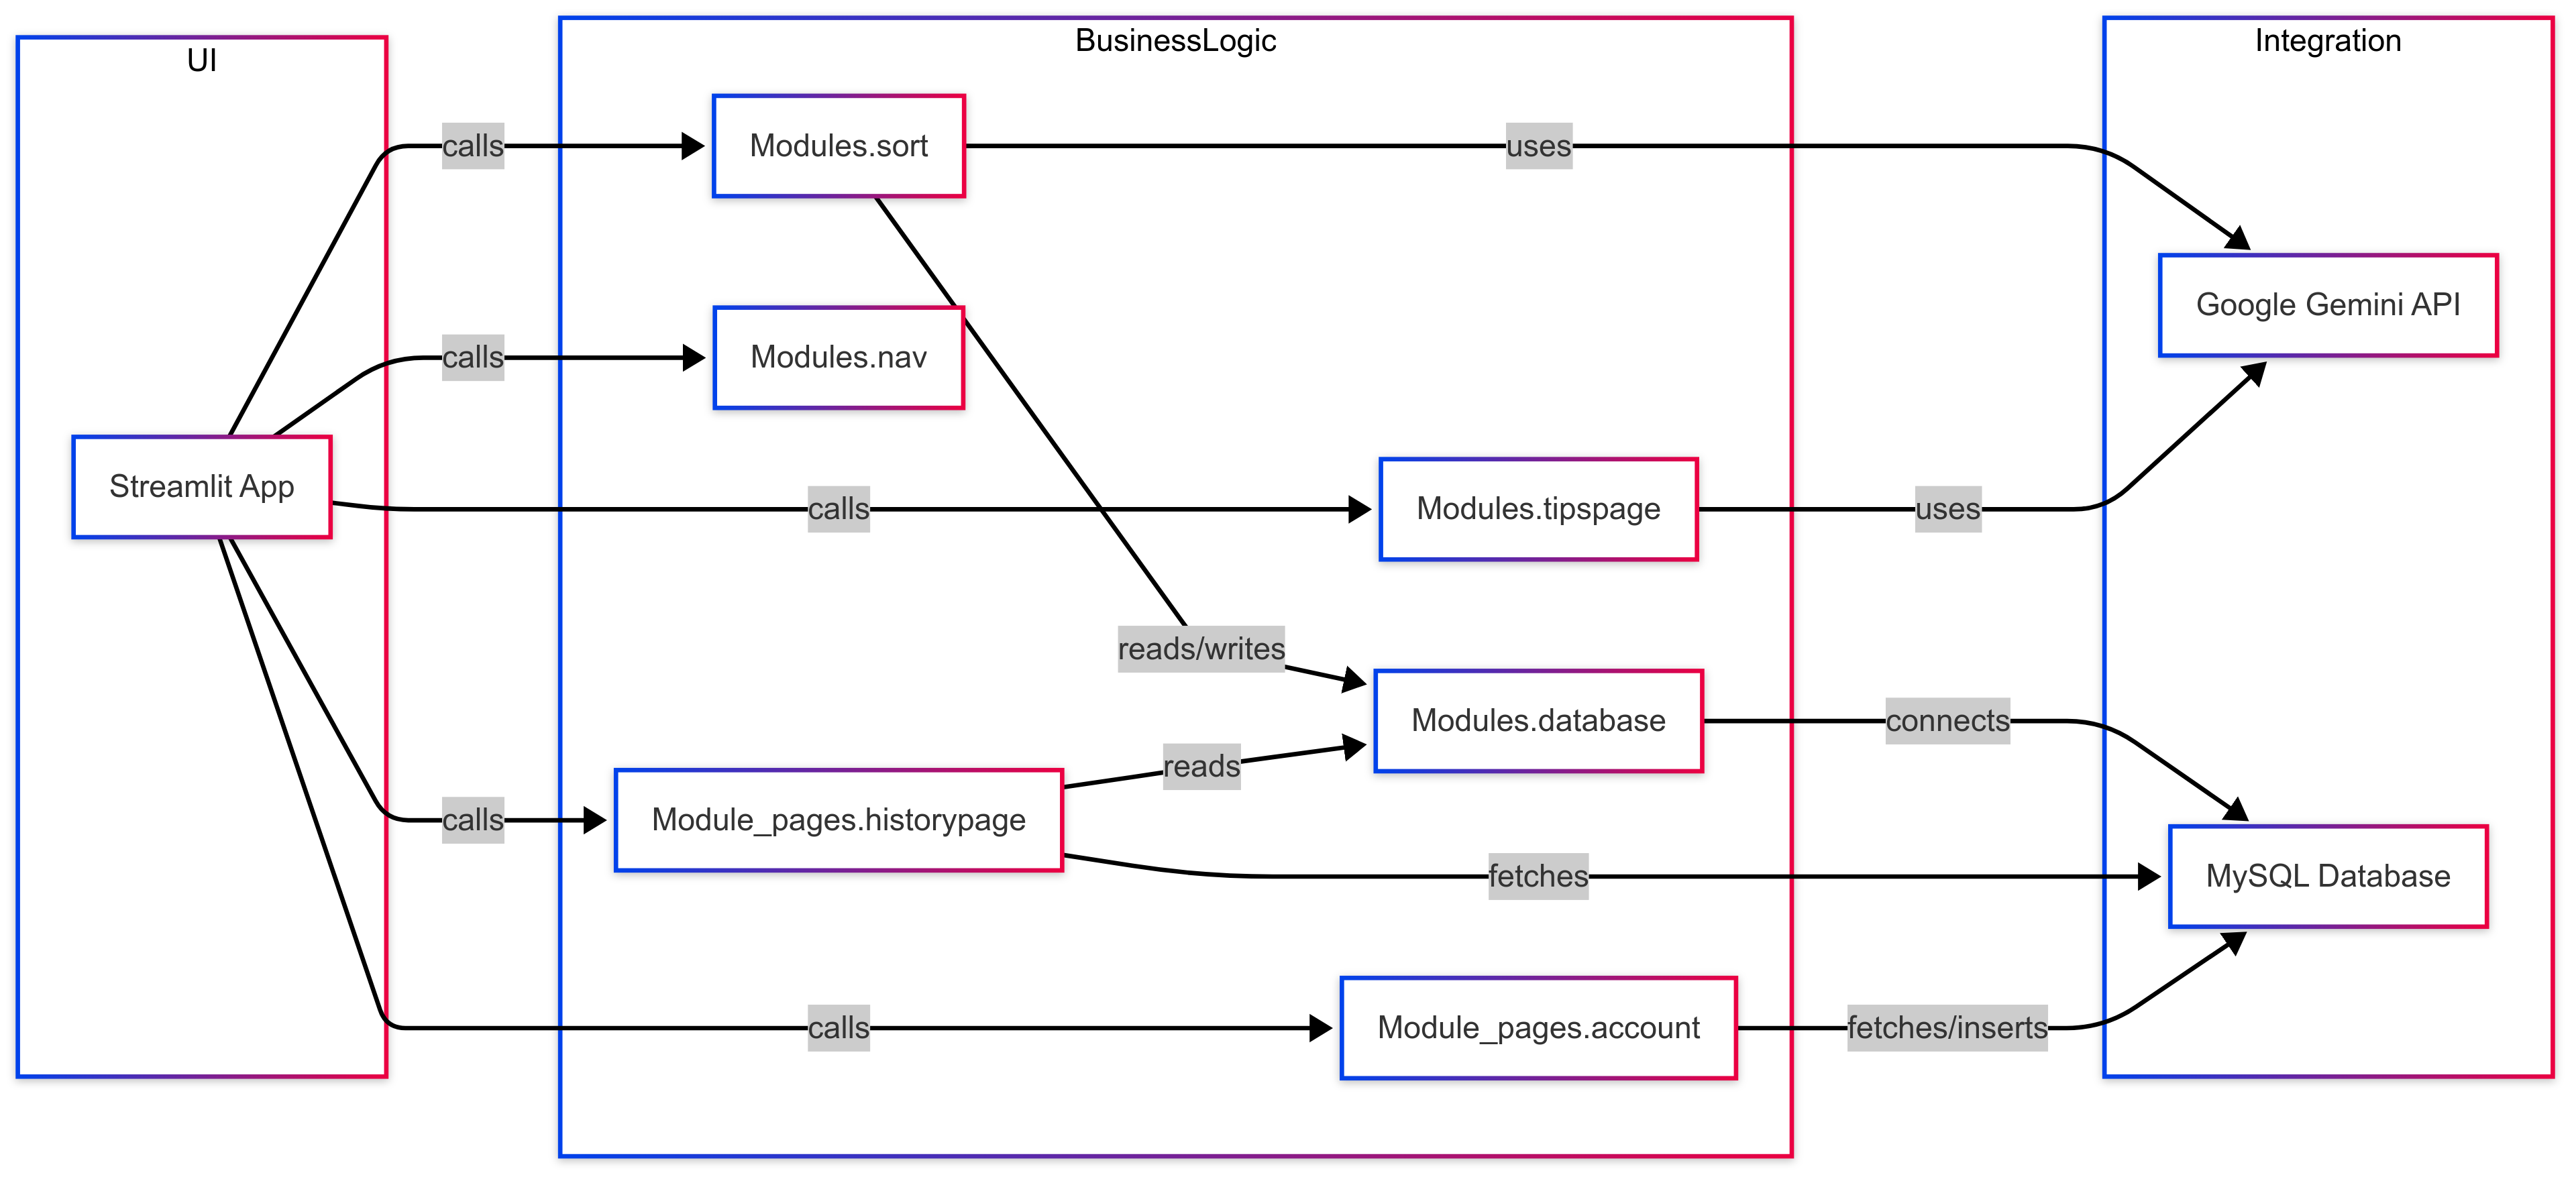 UI
BusinessLogic
Integration
calls
Modules.sort
uses
Google Gemini API
calls
Modules.nav
Streamlit App
calls
Modules.tipspage
uses
reads/writes
Modules.database
connects
reads
calls
Module_pages.historypage
fetches
MySQL Database
calls
Module_pages.account
fetches/inserts